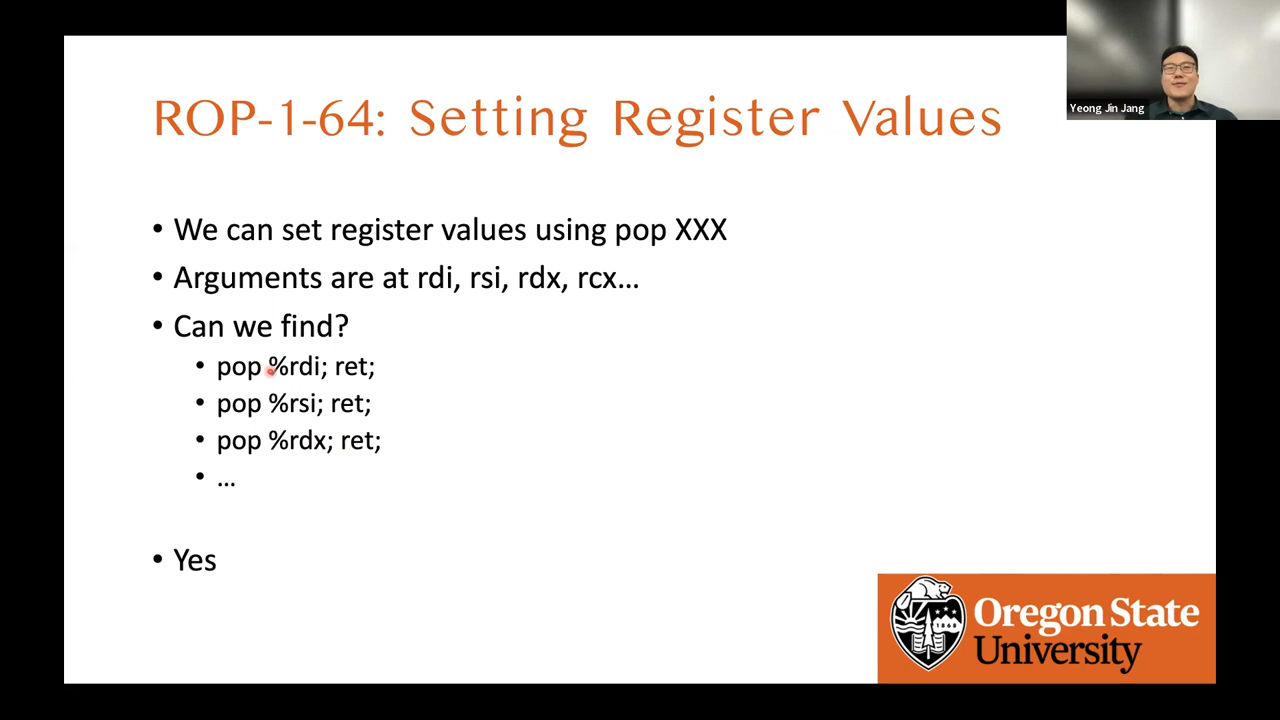 Yeong Jin Jang
ROP-1-64: Setting Register Values
• We can set register values using pop XXX
• Arguments are at rdi, rsi, rdx, rcx…
• Can we find?
• pop %rdi; ret;
• pop %rsi; ret;
• pop %rdx; ret;
• …
• Yes
Oregon State
University